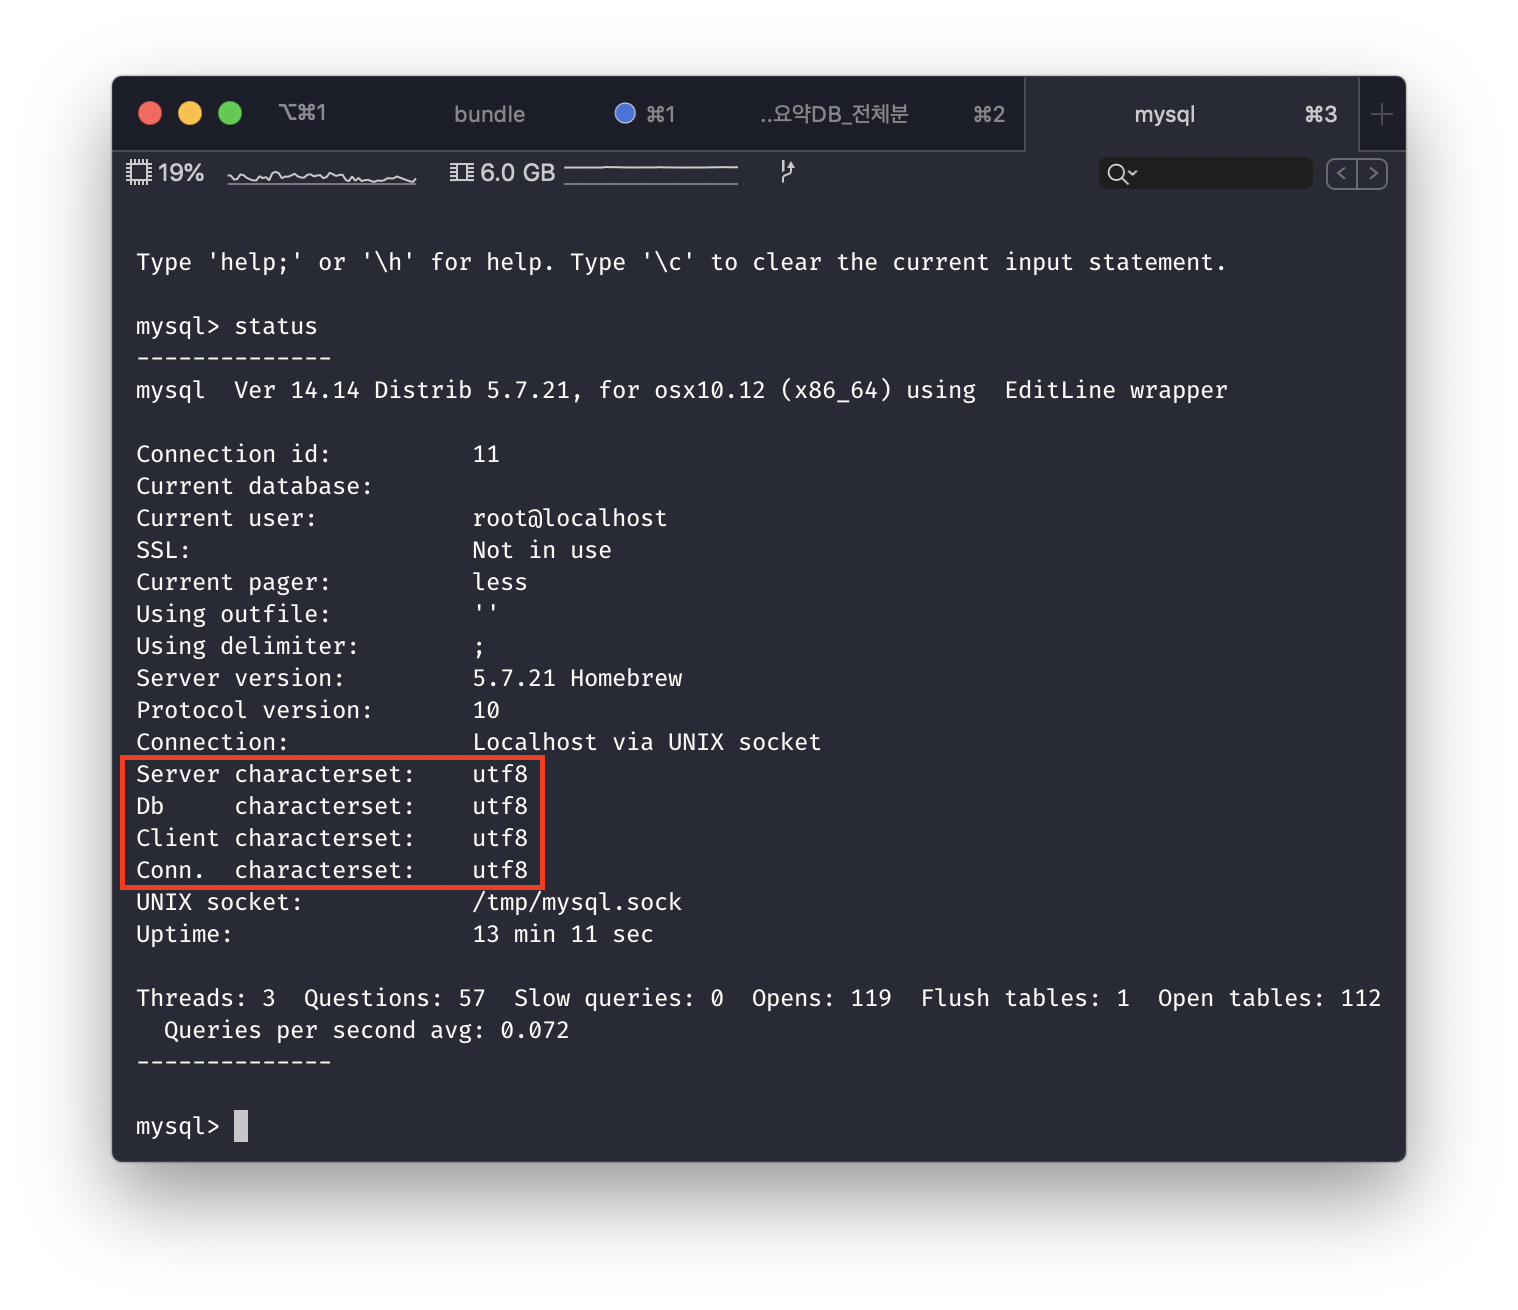 ⌥⌘1 bundle ⌘1 ..요약DB_전체분 ⌘2 mysql ⌘3 +
19% 6.0 GB
Type 'help;' or '\h' for help. Type '\c' to clear the current input statement.
mysql> status
--------------
mysql  Ver 14.14 Distrib 5.7.21, for osx10.12 (x86_64) using  EditLine wrapper
Connection id:          11
Current database:
Current user:           root@localhost
SSL:                    Not in use
Current pager:          less
Using outfile:          ''
Using delimiter:        ;
Server version:         5.7.21 Homebrew
Protocol version:       10
Connection:             Localhost via UNIX socket
Server characterset:    utf8
Db     characterset:    utf8
Client characterset:    utf8
Conn.  characterset:    utf8
UNIX socket:            /tmp/mysql.sock
Uptime:                 13 min 11 sec
Threads: 3  Questions: 57  Slow queries: 0  Opens: 119  Flush tables: 1  Open tables: 112
  Queries per second avg: 0.072
--------------
mysql>